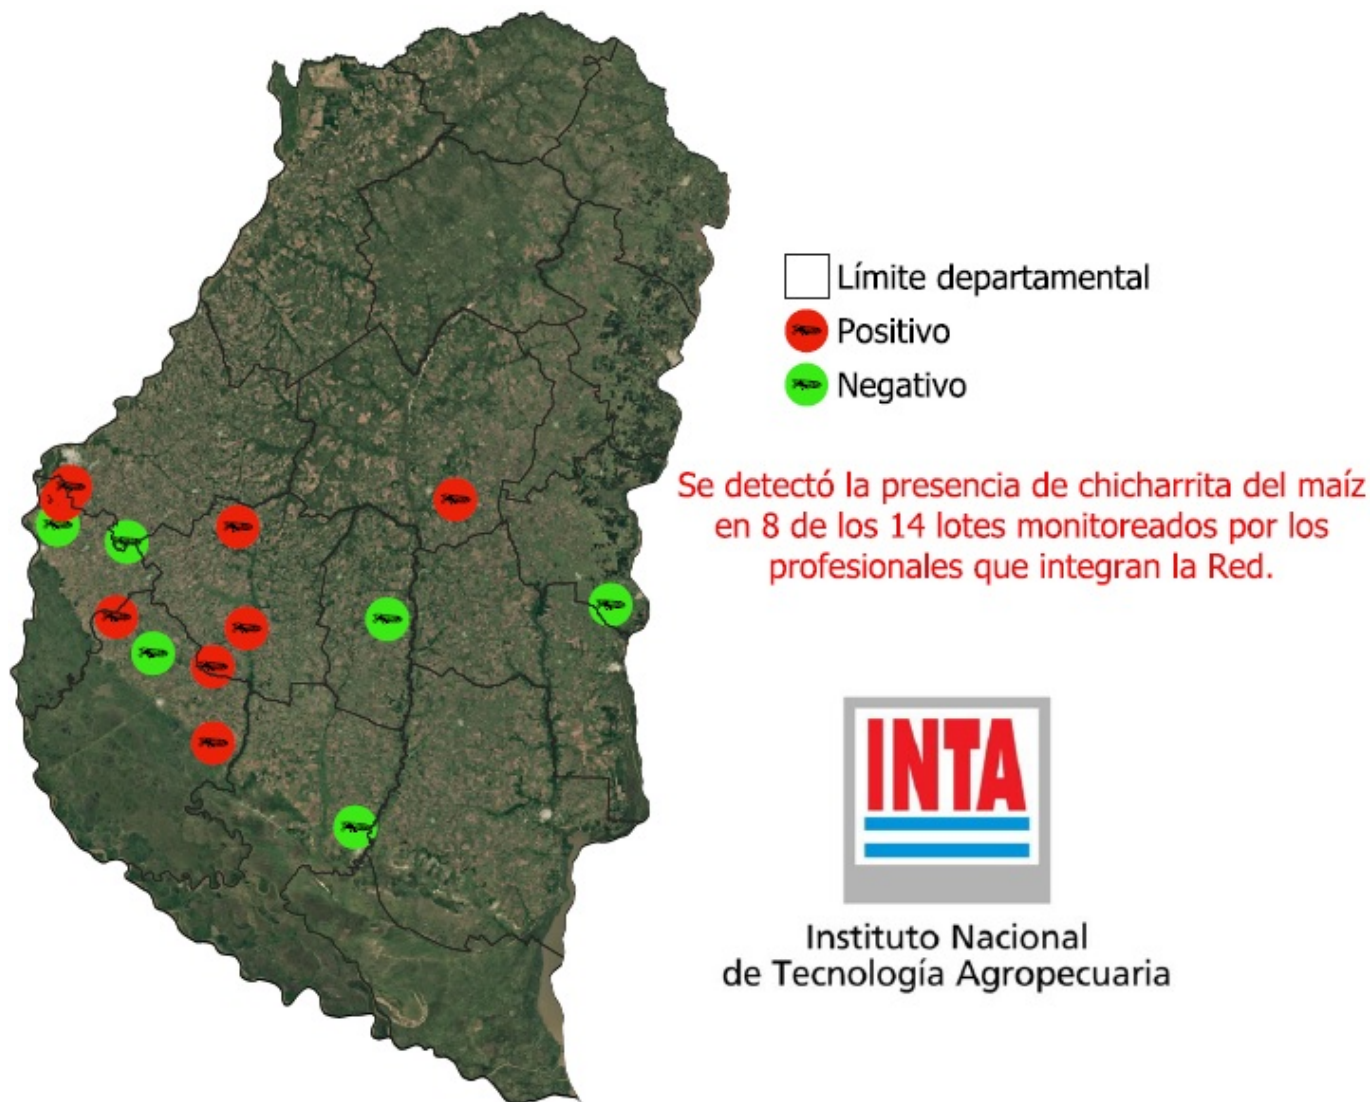 Límite departamental
Positivo
Negativo
Se detectó la presencia de chicharrita del maíz
en 8 de los 14 lotes monitoreados por los
profesionales que integran la Red.
INTA
Instituto Nacional
de Tecnología Agropecuaria